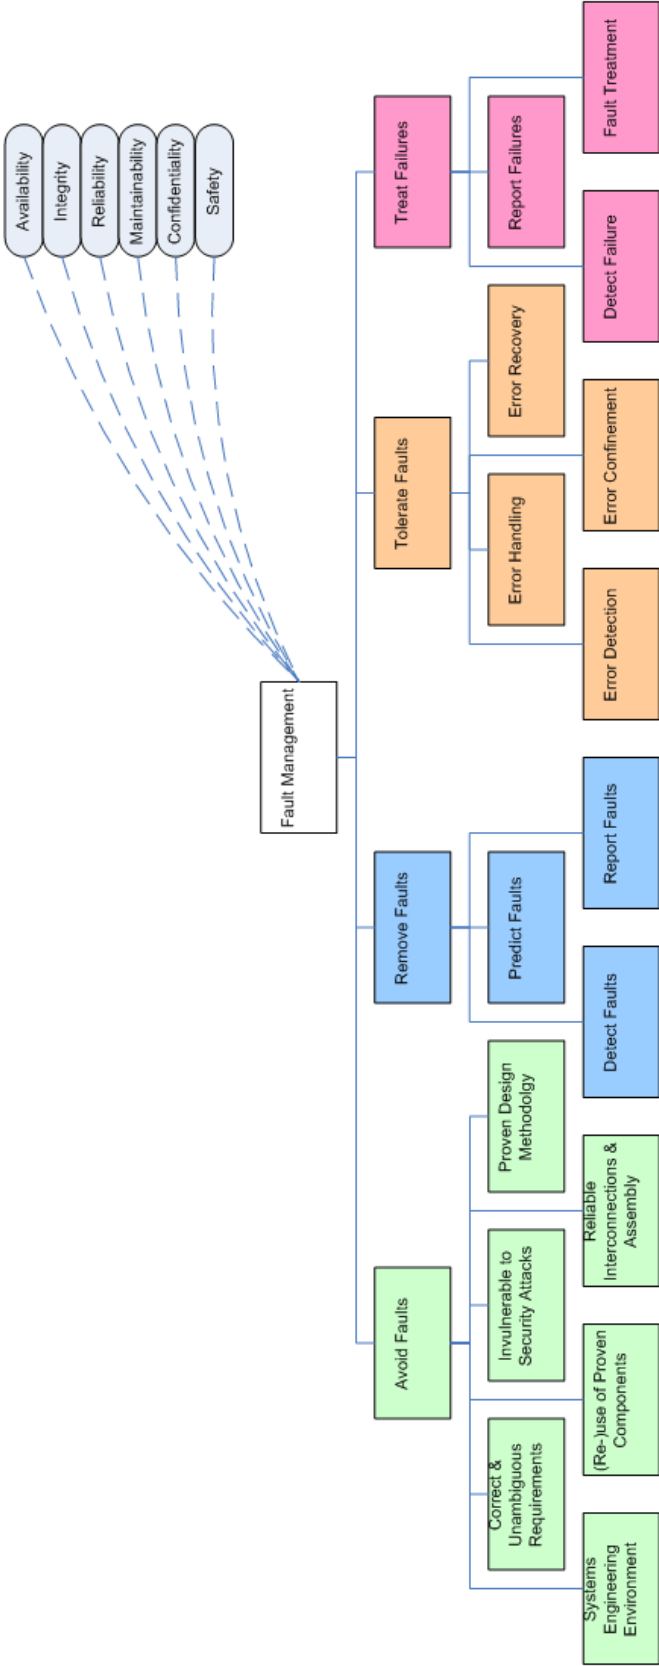 Availability
Integrity
Reliability
Maintainability
Confidentiality
Safety
Fault Management
Avoid Faults
Remove Faults
Tolerate Faults
Treat Failures
Correct &
Unambiguous
Requirements
Invulnerable to
Security Attacks
Proven Design
Methodolgy
Predict Faults
Error Handling
Error Recovery
Report Failures
Systems
Engineering
Environment
(Re-)use of Proven
Components
Reliable
Interconnections &
Assembly
Detect Faults
Report Faults
Error Detection
Error Confinement
Detect Failure
Fault Treatment